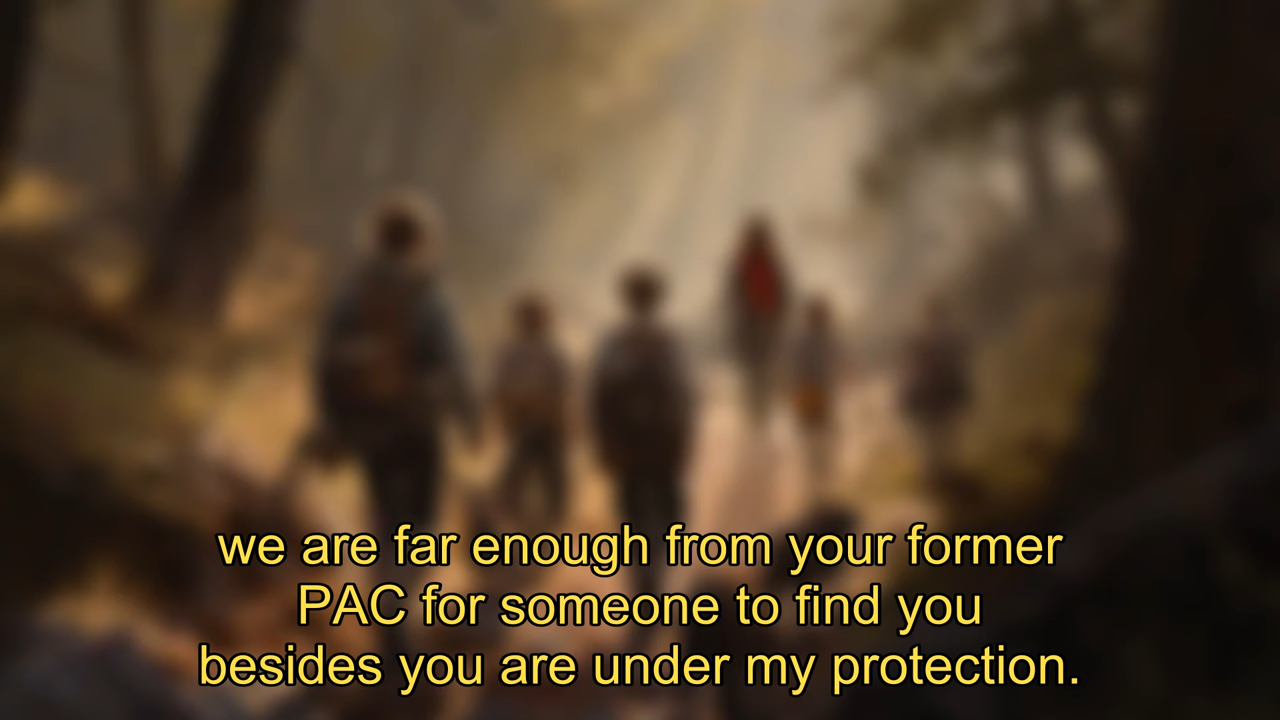 we are far enough from your former
PAC for someone to find you
besides you are under my protection.